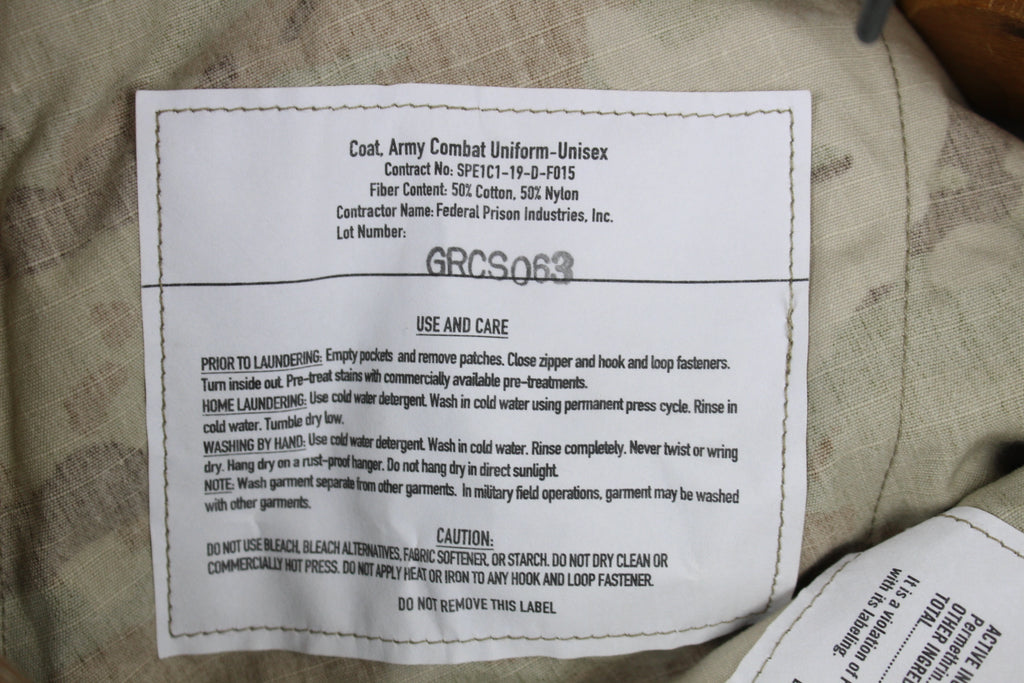 Coat, Army Combat Uniform-Unisex
Contract No: SPE1C1-19-D-F015
Fiber Content: 50% Cotton, 50% Nylon
Contractor Name: Federal Prison Industries, Inc.
Lot Number:
GRCS063
USE AND CARE
PRIOR TO LAUNDERING: Empty pockets and remove patches. Close zipper and hook and loop fasteners.
Turn inside out. Pre-treat stains with commercially available pre-treatments.
HOME LAUNDERING: Use cold water detergent. Wash in cold water using permanent press cycle. Rinse in
cold water. Tumble dry low.
WASHING BY HAND: Use cold water detergent. Wash in cold water. Rinse completely. Never twist or wring
dry. Hang dry on a rust-proof hanger. Do not hang dry in direct sunlight.
NOTE: Wash garment separate from other garments. In military field operations, garment may be washed
with other garments.
CAUTION:
DO NOT USE BLEACH, BLEACH ALTERNATIVES, FABRIC SOFTENER, OR STARCH. DO NOT DRY CLEAN OR
COMMERCIALLY HOT PRESS. DO NOT APPLY HEAT OR IRON TO ANY HOOK AND LOOP FASTENER.
DO NOT REMOVE THIS LABEL
ACTIVE
Permethrin
OTHER
TOTAL
It is a violation of
with its labeling.